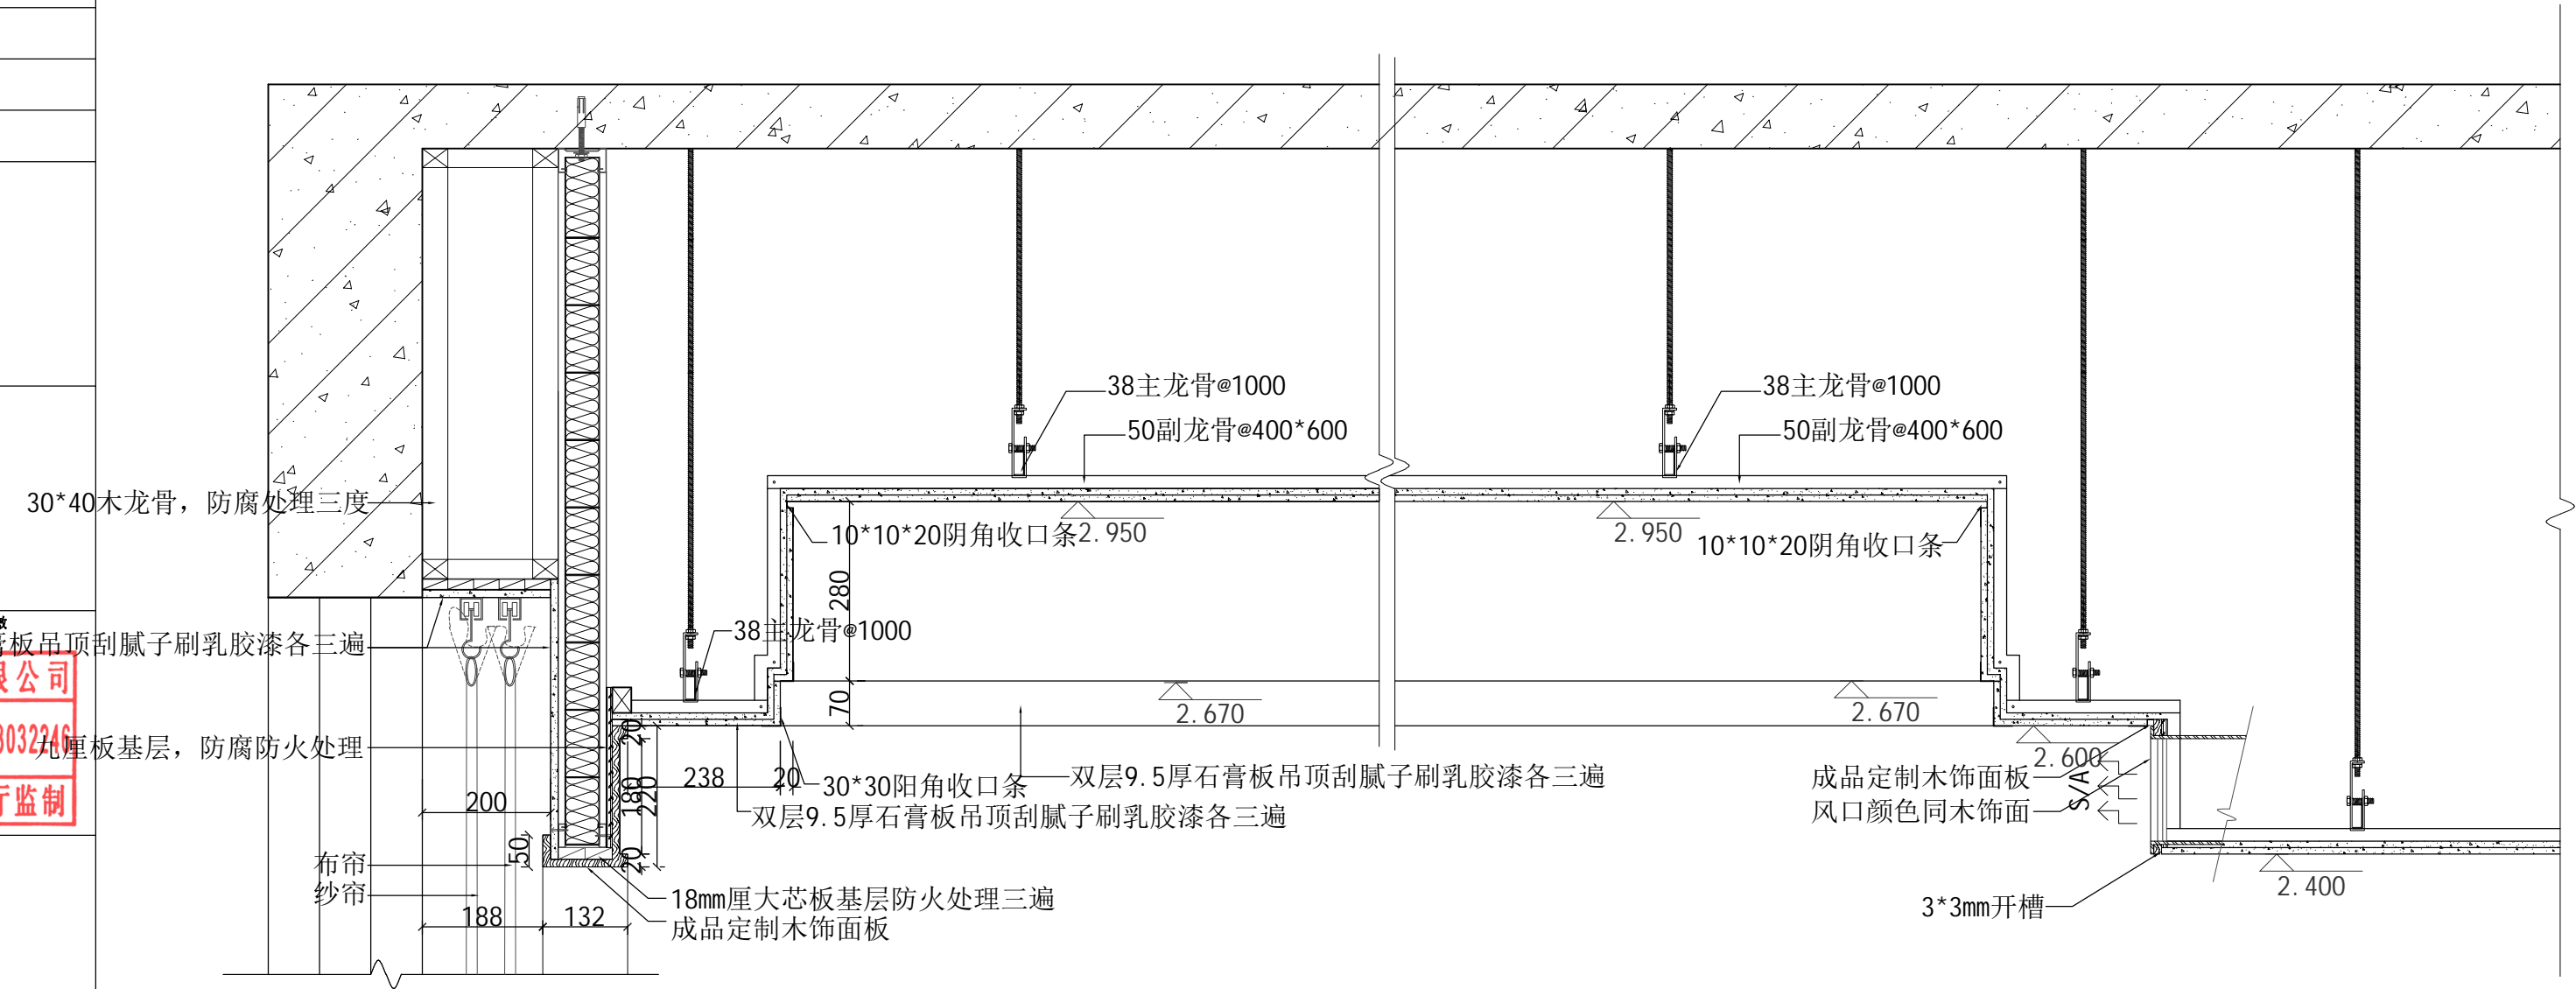 38主龙骨@1000
38主龙骨@1000
50副龙骨@400*600
50副龙骨@400*600
30*40木龙骨，防腐处理三度
10*10*20阴角收口条
2.950
2.950
10*10*20阴角收口条
280
板吊顶刮腻子刷乳胶漆各三遍
38主龙骨@1000
限公司
70
2.670
2.670
8032246
九厘板基层，防腐防火处理
20
2.600
238
20
30*30阳角收口条
双层9.5厚石膏板吊顶刮腻子刷乳胶漆各三遍
成品定制木饰面板
S/A
厅监制
200
180
220
双层9.5厚石膏板吊顶刮腻子刷乳胶漆各三遍
风口颜色同木饰面
50
20
布帘
纱帘
2.400
18mm厘大芯板基层防火处理三遍
3*3mm开槽
188
132
成品定制木饰面板